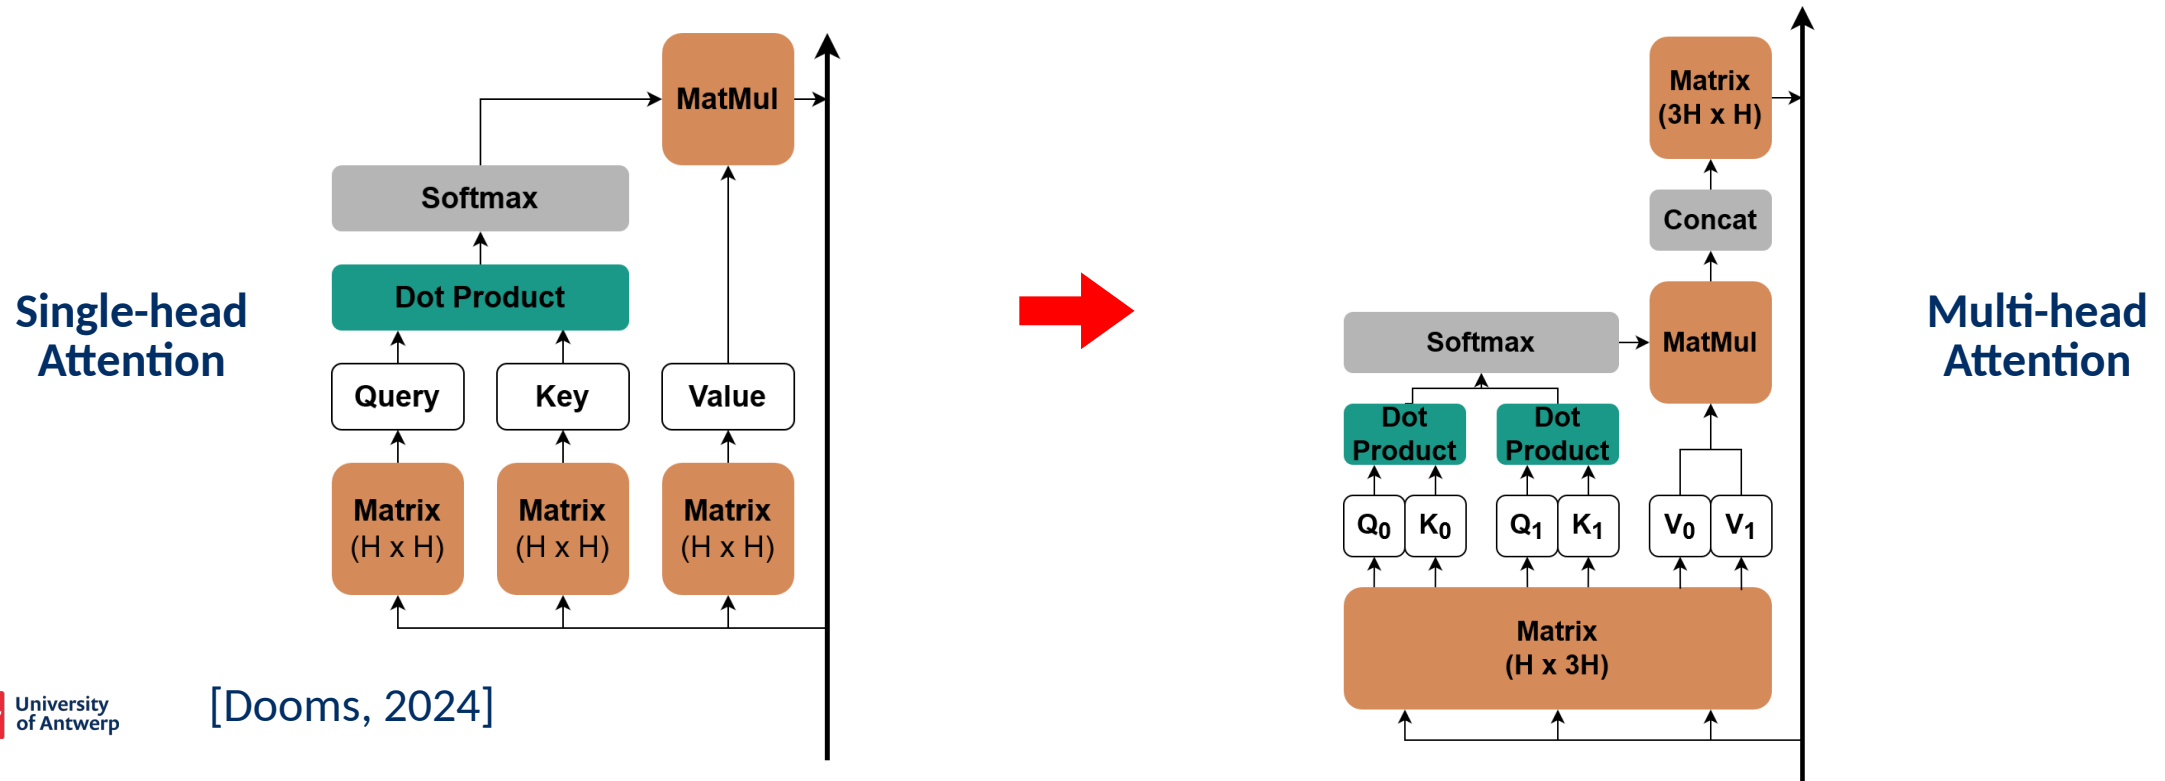 Single-head
Attention
MatMul
Softmax
Dot Product
Query
Key
Value
Matrix
(H x H)
Matrix
(H x H)
Matrix
(H x H)
University
of Antwerp
[Dooms, 2024]
Matrix
(3H x H)
Concat
MatMul
Softmax
Dot
Product
Dot
Product
Q0
K0
Q1
K1
V0
V1
Matrix
(H x 3H)
Multi-head
Attention